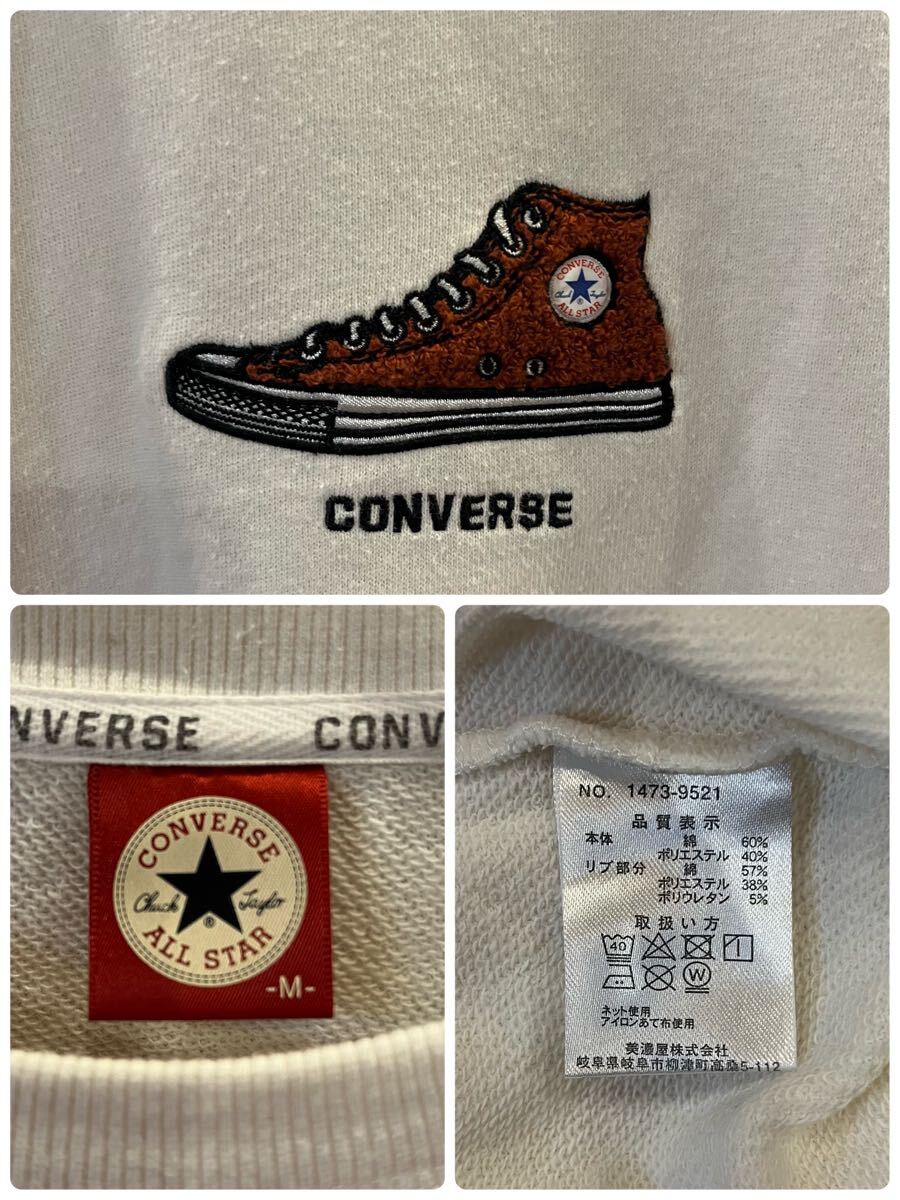 CONVERSE
Chuck Taylor
ALL STAR
CONVERSE
NVERSE CONV
CONVERSE
Chuck Taylor
®
ALL STAR
-M-
NO. 1473-9521
品質表示
本体 綿 60%
ポリエステル 40%
リブ部分 綿 57%
ポリエステル 38%
ポリウレタン 5%
取扱い方
40
W
ネット使用
アイロンあて布使用
美濃屋株式会社
岐阜県岐阜市柳津町高桑5-112